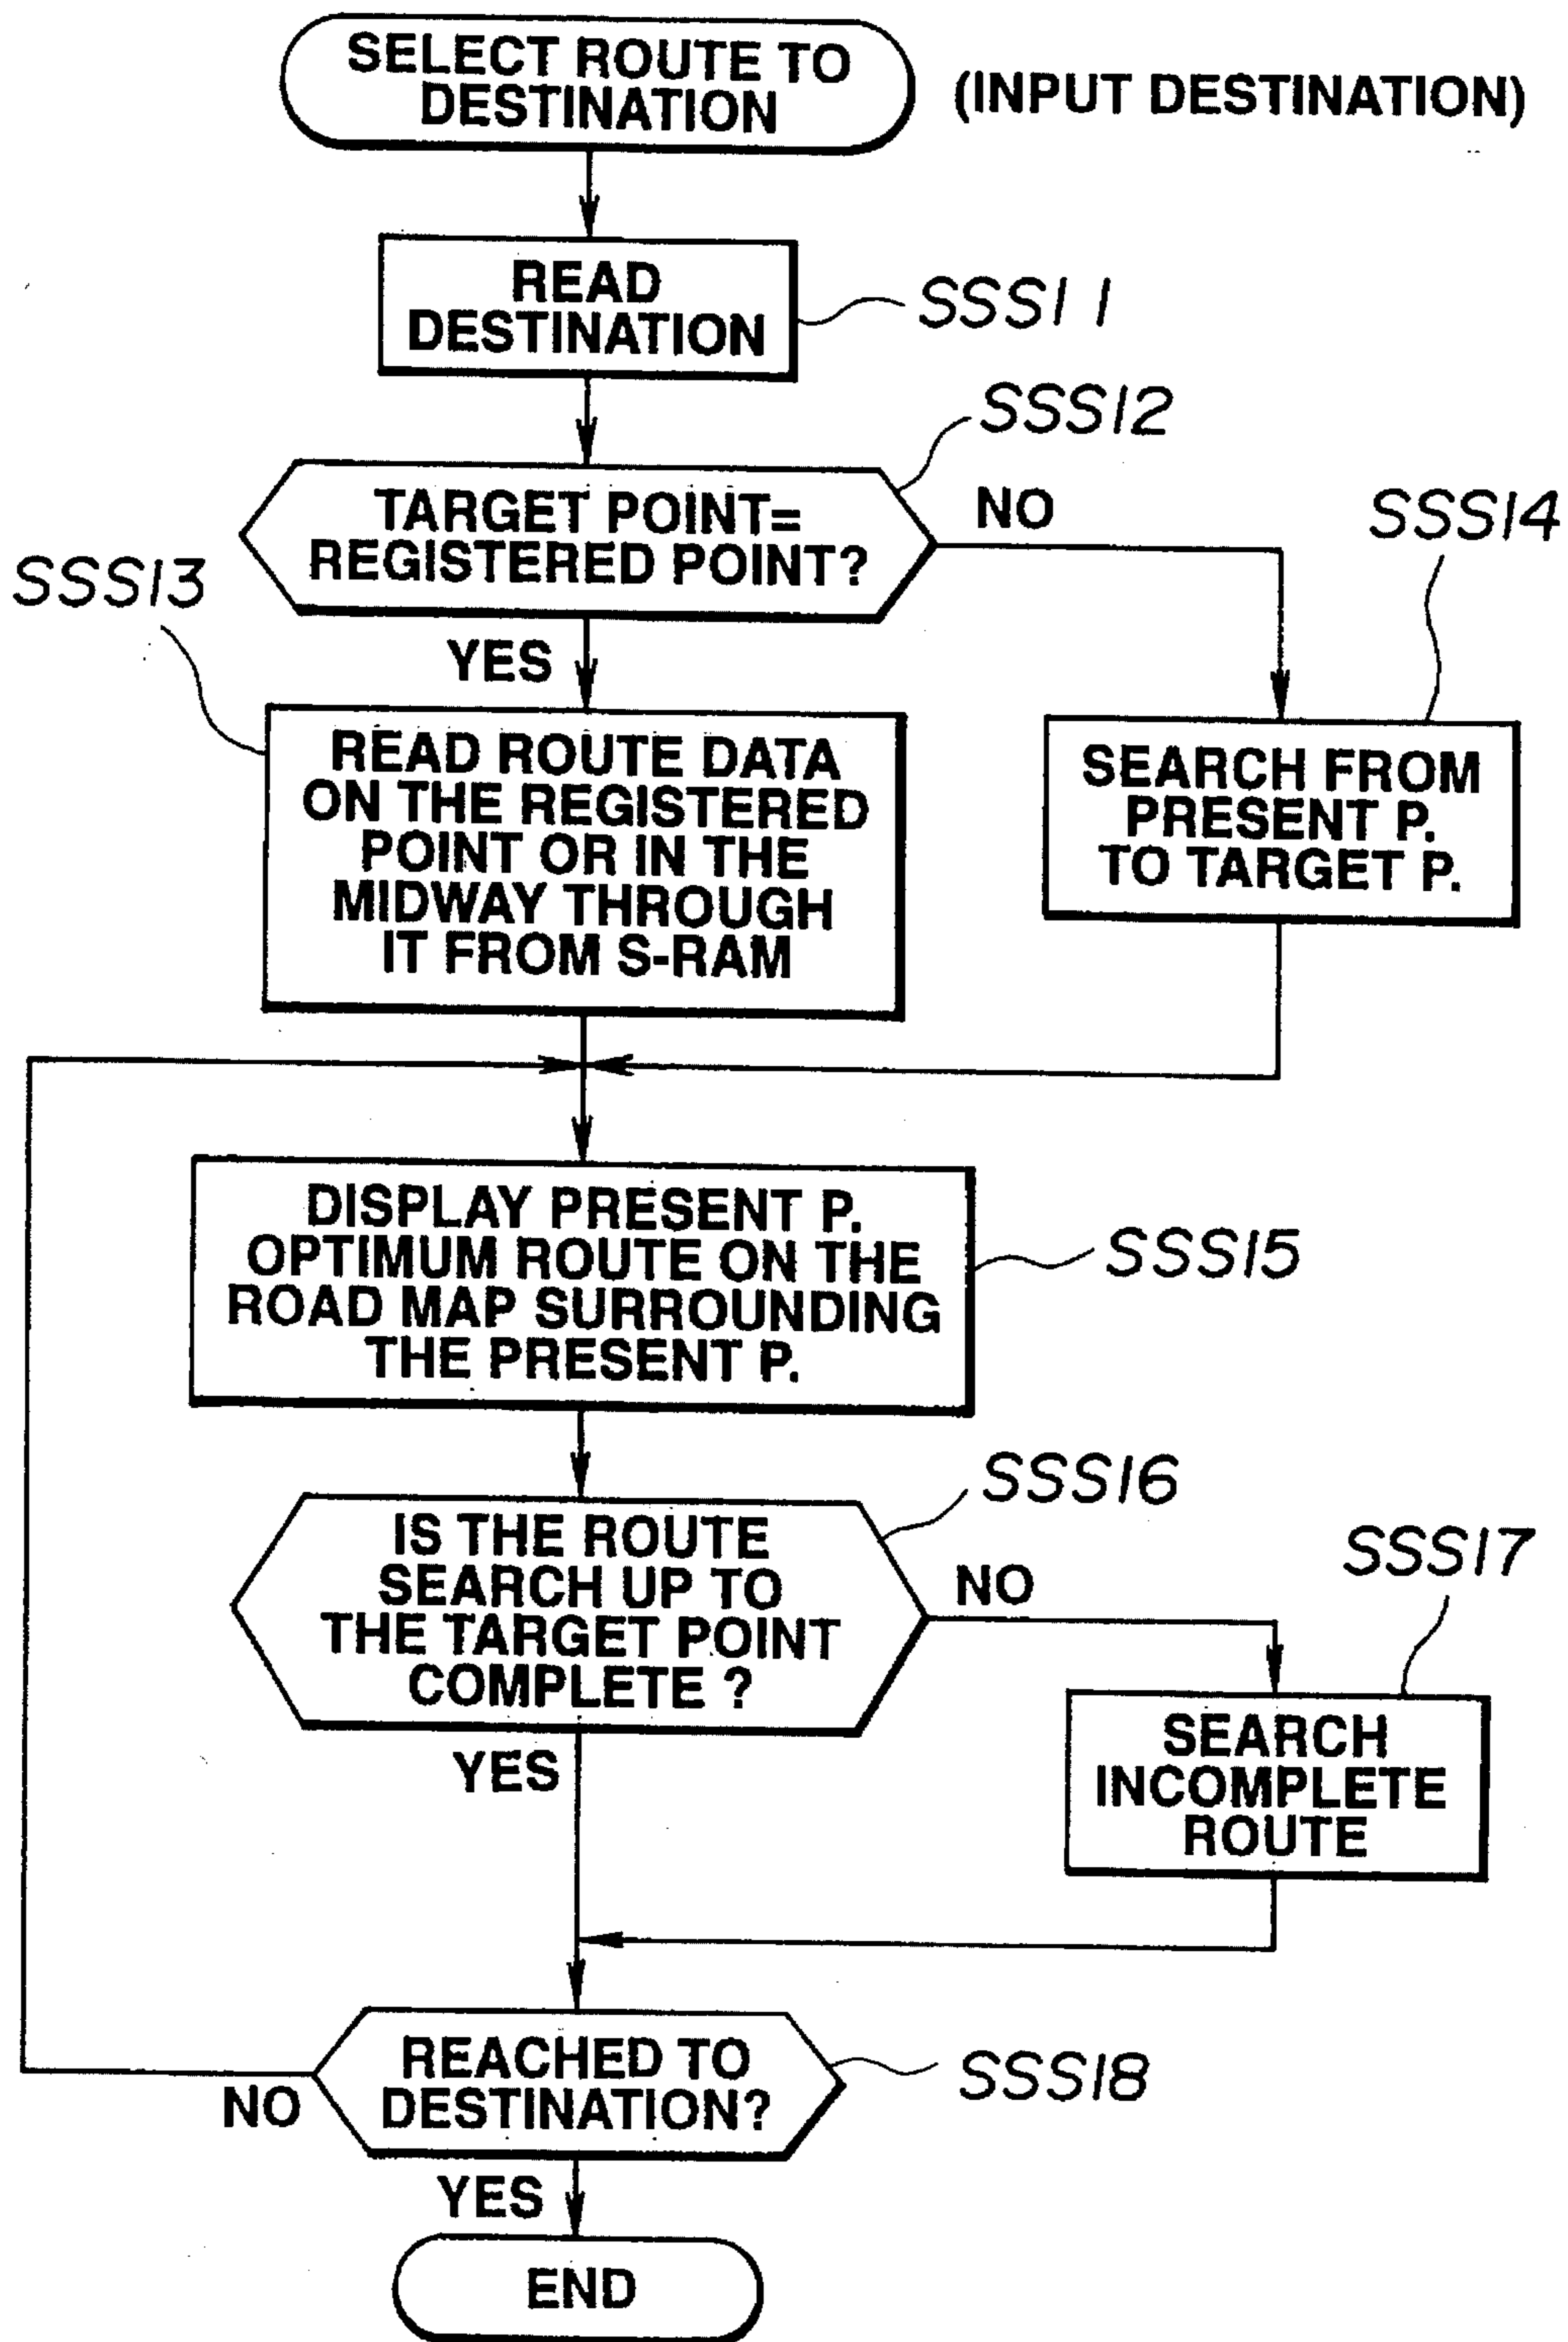 SELECT ROUTE TO
DESTINATION
(INPUT DESTINATION)
READ
DESTINATION
SSS11
SSS12
TARGET POINT=
REGISTERED POINT?
NO
SSS14
SSS13
YES
READ ROUTE DATA
ON THE REGISTERED
POINT OR IN THE
MIDWAY THROUGH
IT FROM S-RAM
SEARCH FROM
PRESENT P.
TO TARGET P.
DISPLAY PRESENT P.
OPTIMUM ROUTE ON THE
ROAD MAP SURROUNDING
THE PRESENT P.
SSS15
SSS16
IS THE ROUTE
SEARCH UP TO
THE TARGET POINT
COMPLETE ?
NO
SSS17
YES
SEARCH
INCOMPLETE
ROUTE
REACHED TO
DESTINATION?
SSS18
NO
YES
END